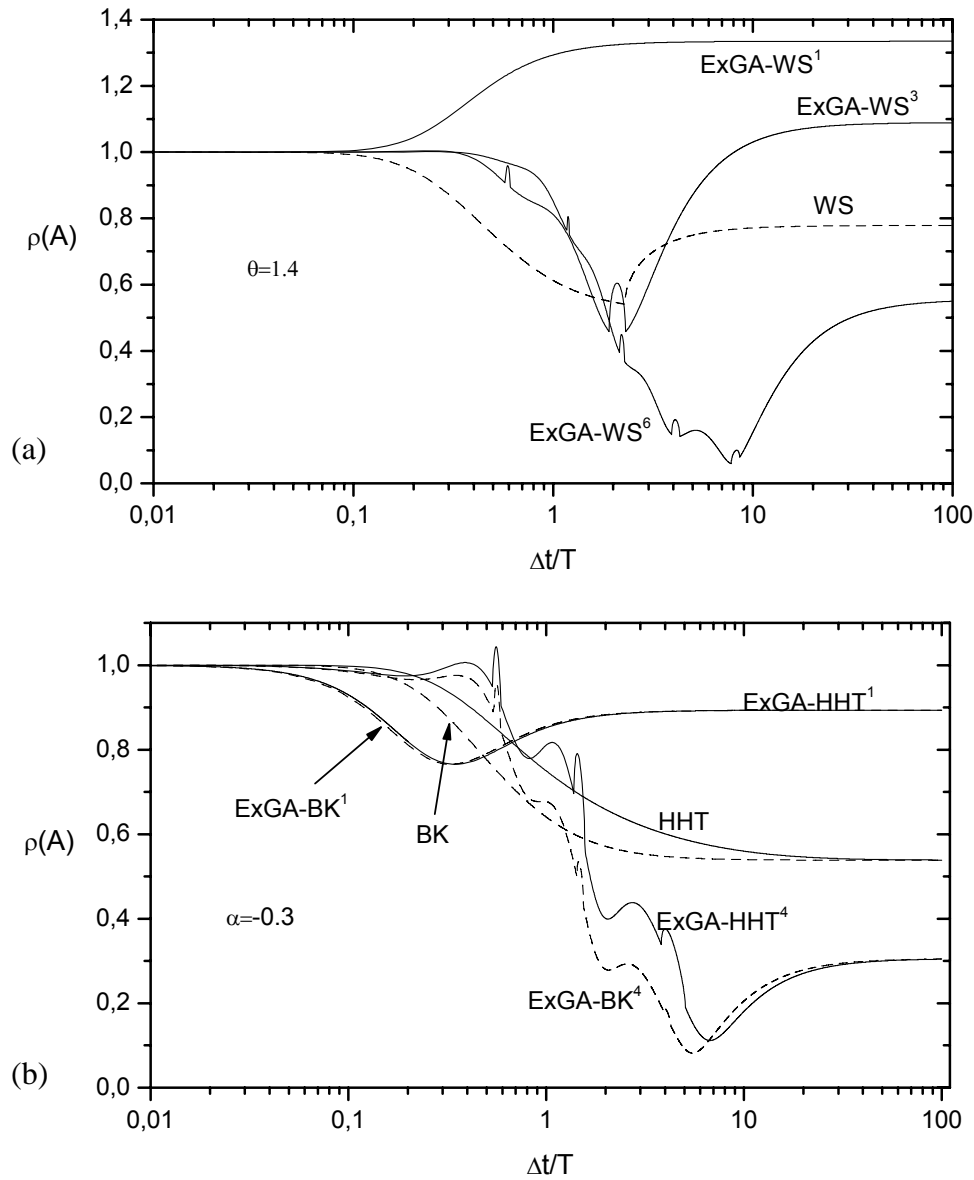 1,4
1,2
1,0
0,8
0,6
0,4
0,2
0,0
ρ(A)
ExGA-WS¹
ExGA-WS³
WS
θ=1.4
ExGA-WS⁶
(a)
0,01
0,1
1
10
100
Δt/T
1,0
0,8
0,6
0,4
0,2
0,0
ρ(A)
ExGA-HHT¹
ExGA-BK¹
BK
HHT
α=-0.3
ExGA-HHT⁴
ExGA-BK⁴
(b)
0,01
0,1
1
10
100
Δt/T